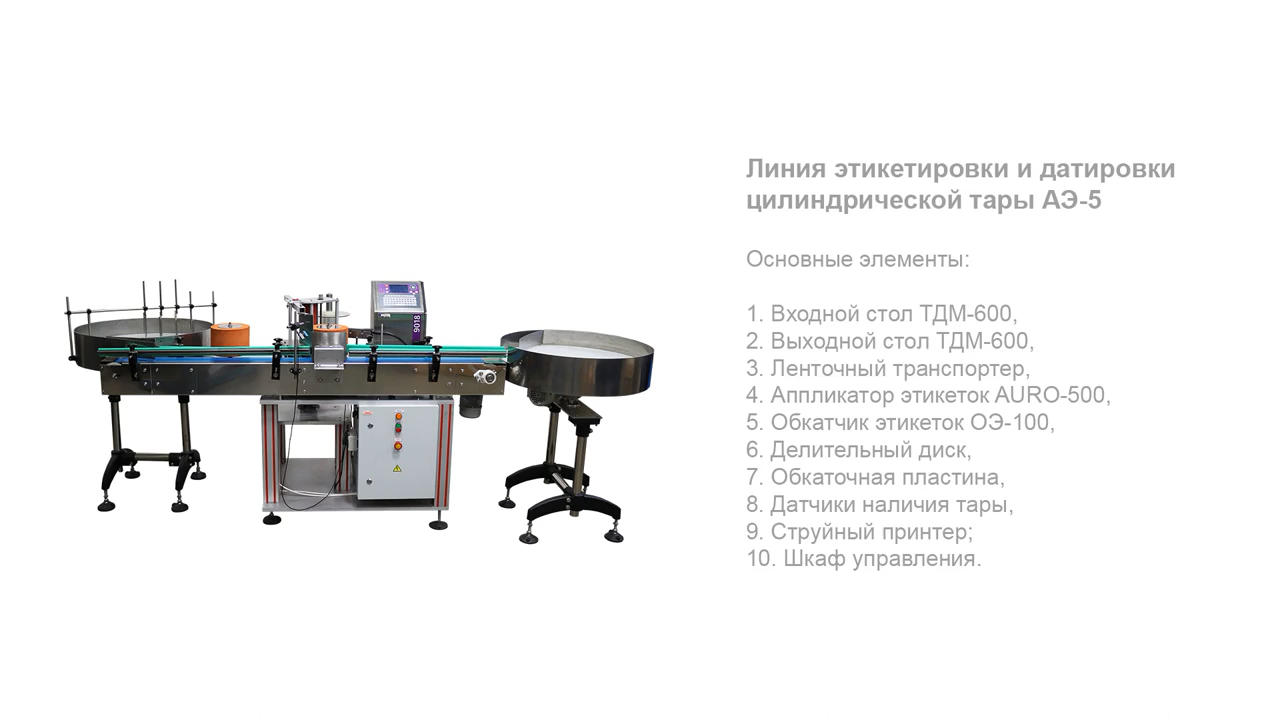 Линия этикетировки и датировки
цилиндрической тары АЭ-5
Основные элементы:
1. Входной стол ТДМ-600,
2. Выходной стол ТДМ-600,
3. Ленточный транспортер,
4. Аппликатор этикеток AURO-500,
5. Обкатчик этикеток ОЭ-100,
6. Делительный диск,
7. Обкаточная пластина,
8. Датчики наличия тары,
9. Струйный принтер;
10. Шкаф управления.
9018